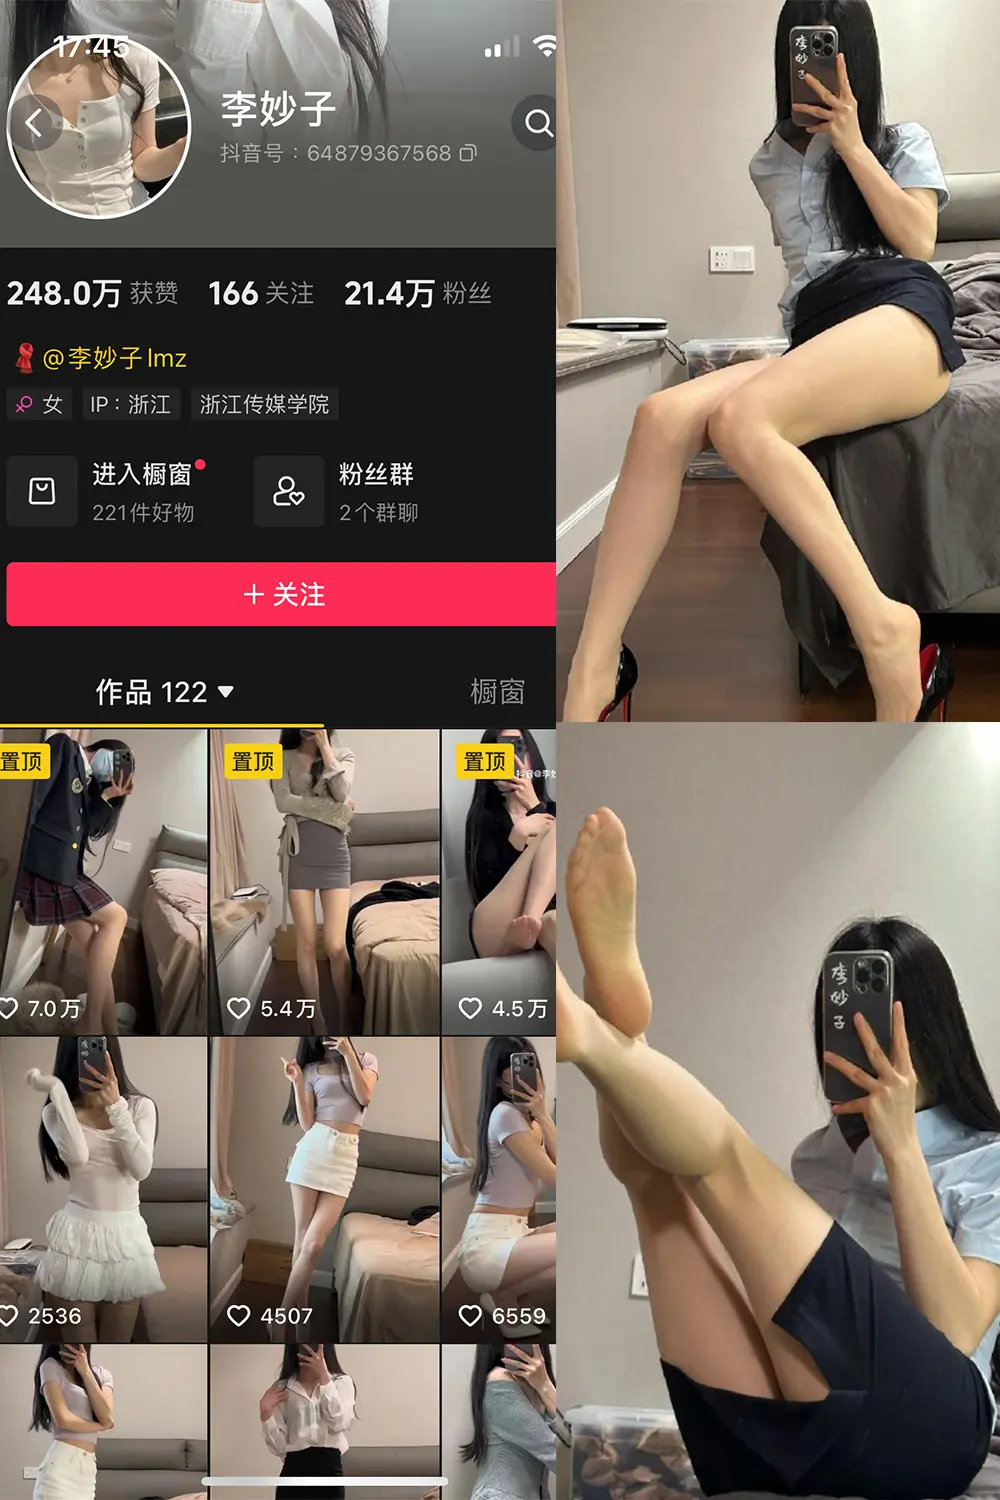 17:45
李妙子
抖音号：64879367568
248.0万 获赞 166 关注 21.4万 粉丝
@李妙子lmz
女 IP：浙江 浙江传媒学院
进入橱窗
221件好物
粉丝群
2个群聊
+ 关注
作品 122 橱窗
置顶 置顶 置顶
抖音@李妙
7.0万 5.4万 4.5万
2536 4507 6559
李妙子
李妙子